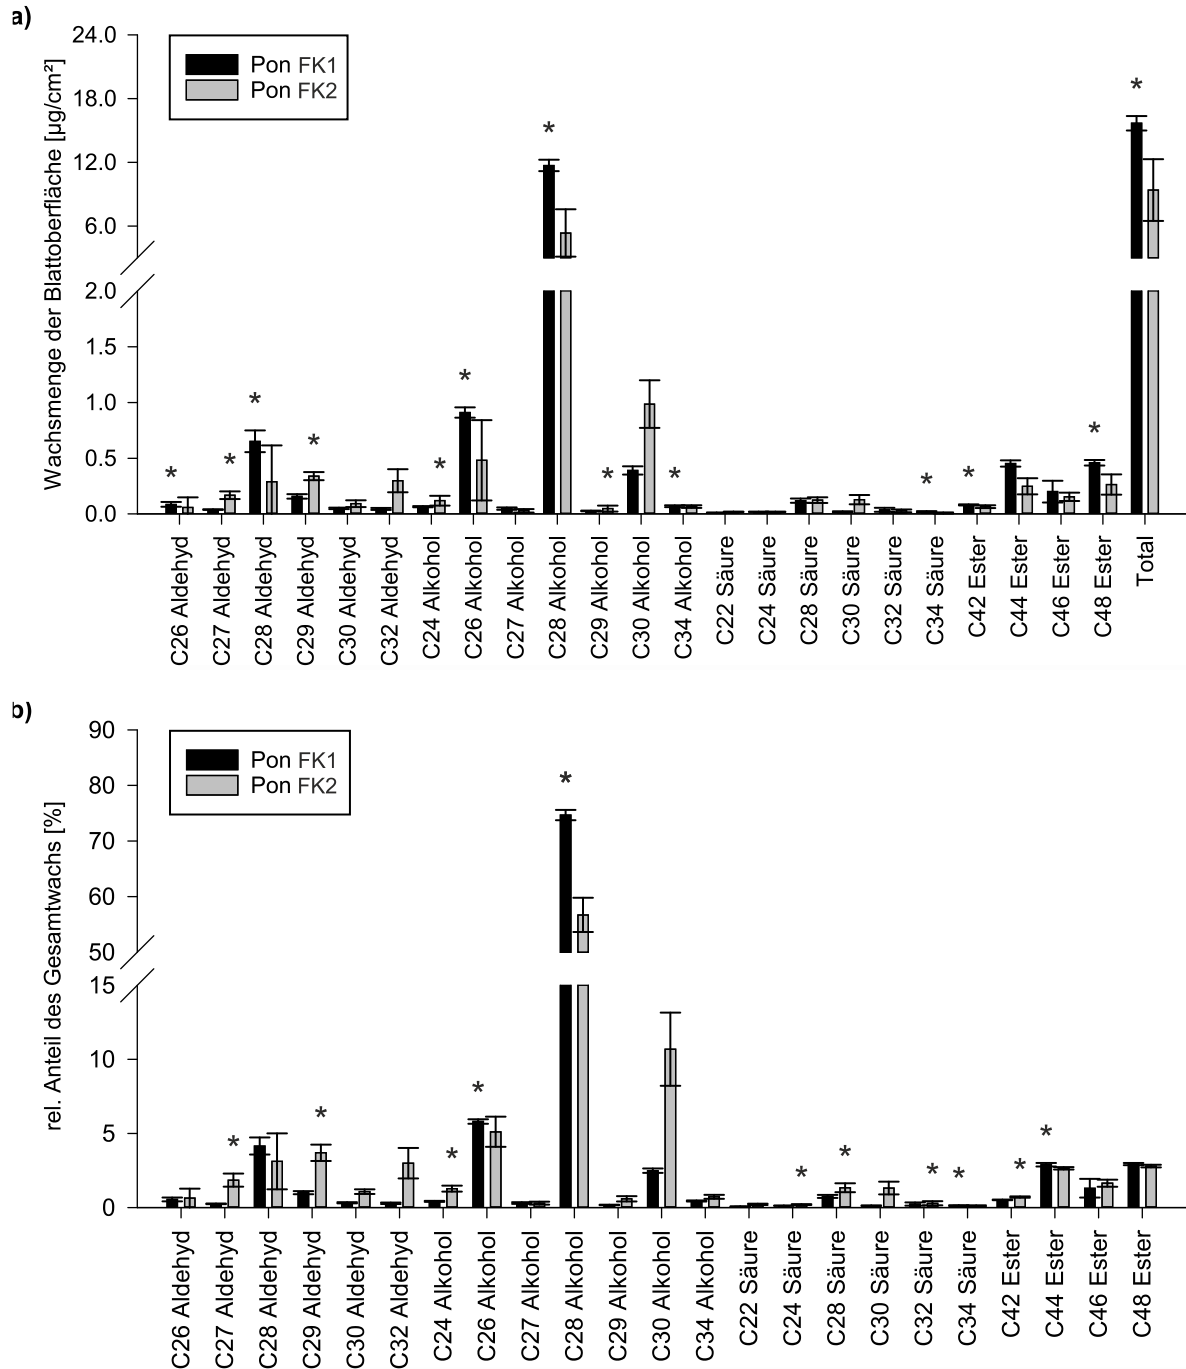 a)
Wachsmenge der Blattoberfläche [µg/cm²]
24.0
18.0
12.0
6.0
2.0
1.5
1.0
0.5
0.0
Pon FK1
Pon FK2
* * * * * * * * * * * * *
C26 Aldehyd
C27 Aldehyd
C28 Aldehyd
C29 Aldehyd
C30 Aldehyd
C32 Aldehyd
C24 Alkohol
C26 Alkohol
C27 Alkohol
C28 Alkohol
C29 Alkohol
C30 Alkohol
C34 Alkohol
C22 Säure
C24 Säure
C28 Säure
C30 Säure
C32 Säure
C34 Säure
C42 Ester
C44 Ester
C46 Ester
C48 Ester
Total
b)
rel. Anteil des Gesamtwachs [%]
90
80
70
60
50
15
10
5
0
Pon FK1
Pon FK2
* * * * * * * * * * *
C26 Aldehyd
C27 Aldehyd
C28 Aldehyd
C29 Aldehyd
C30 Aldehyd
C32 Aldehyd
C24 Alkohol
C26 Alkohol
C27 Alkohol
C28 Alkohol
C29 Alkohol
C30 Alkohol
C34 Alkohol
C22 Säure
C24 Säure
C28 Säure
C30 Säure
C32 Säure
C34 Säure
C42 Ester
C44 Ester
C46 Ester
C48 Ester